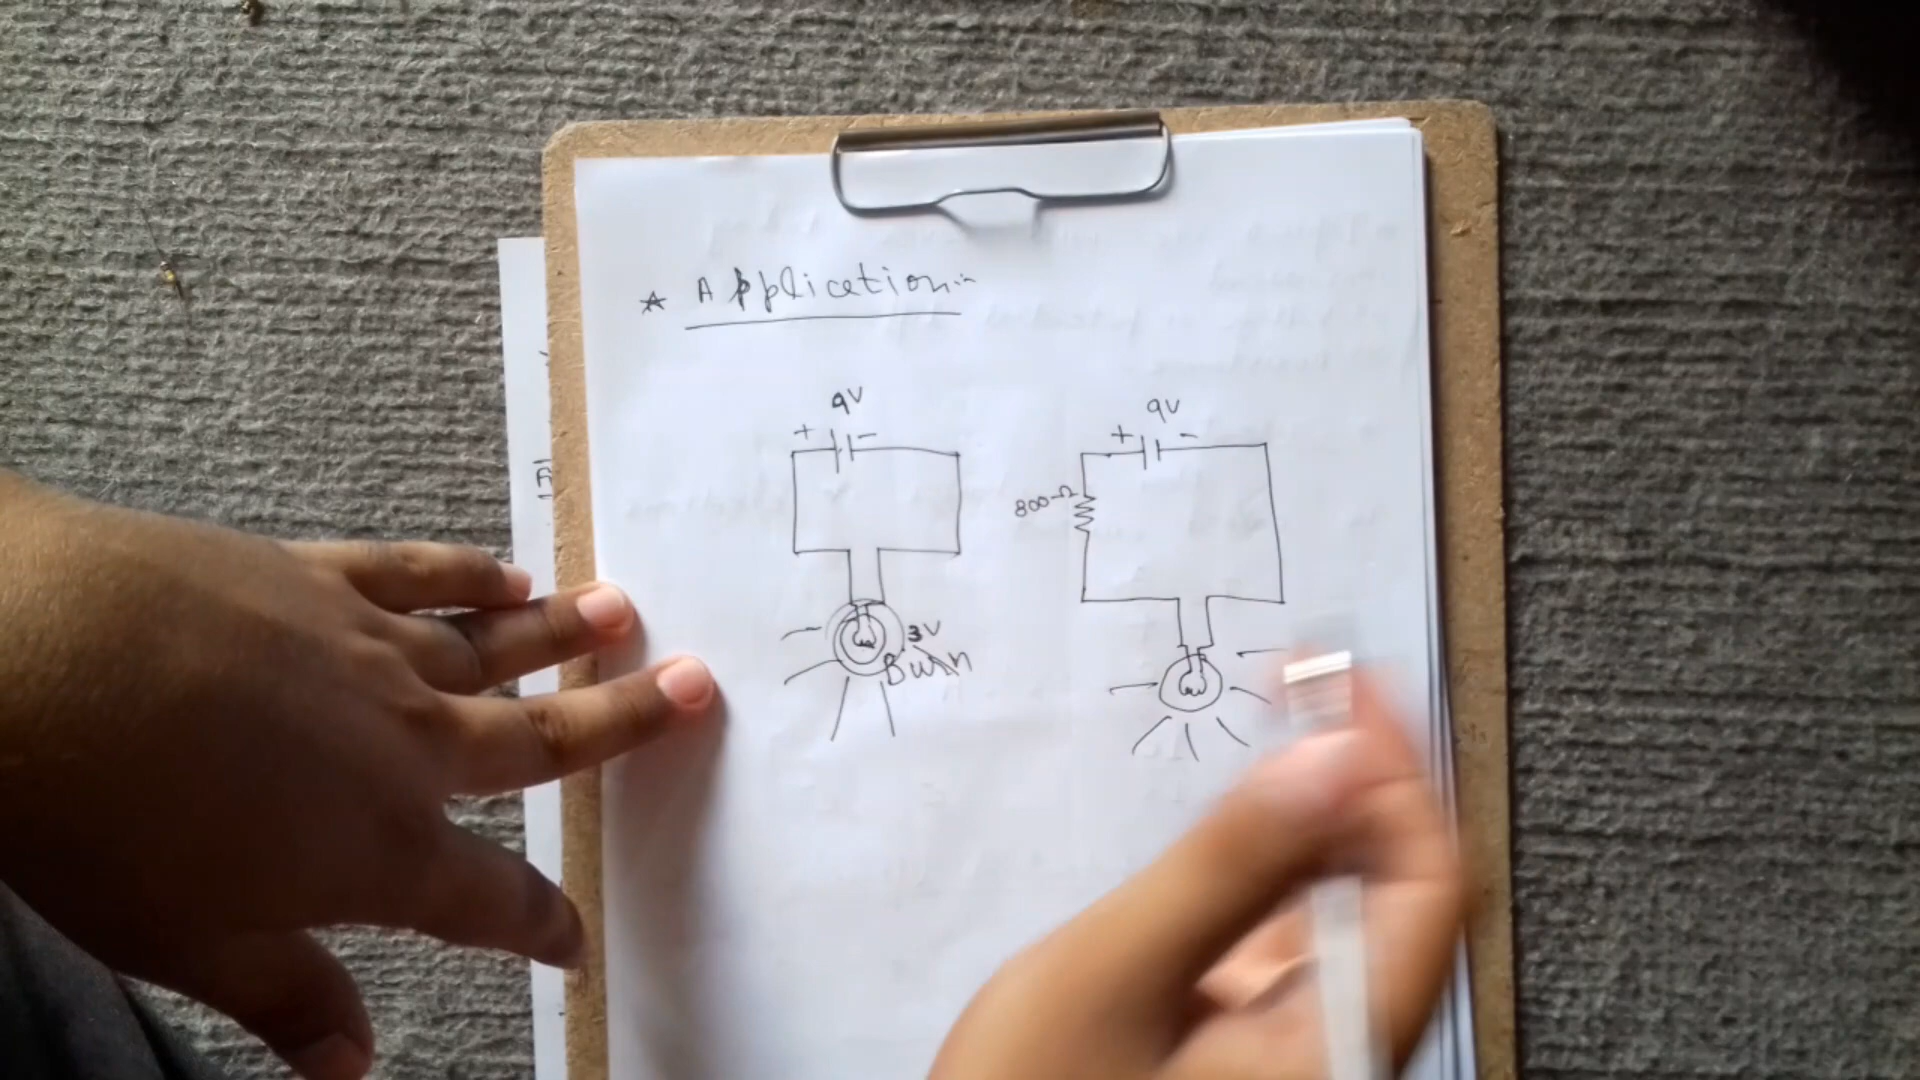 * Application:-
9V
+ -
3V
Burn
9V
+ -
800Ω